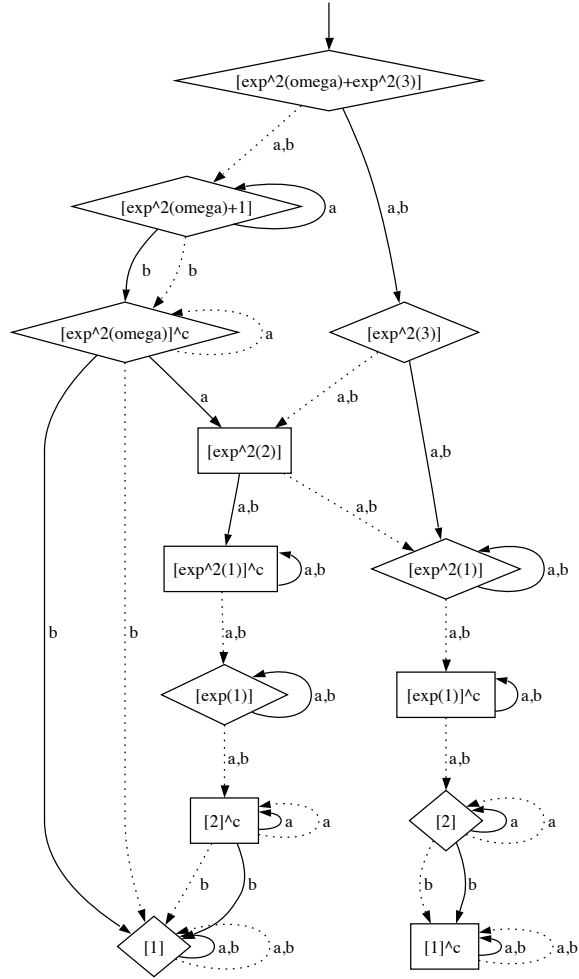 [exp^2(omega)+exp^2(3)]
a,b
[exp^2(omega)+1]
a
a,b
b
b
[exp^2(omega)]^c
a
[exp^2(3)]
a
a,b
[exp^2(2)]
a,b
a,b
a,b
[exp^2(1)]^c
a,b
[exp^2(1)]
a,b
b
b
a,b
a,b
[exp(1)]
a,b
[exp(1)]^c
a,b
a,b
a,b
[2]^c
a
a
[2]
a
a
b
b
b
b
[1]
a,b
a,b
[1]^c
a,b
a,b